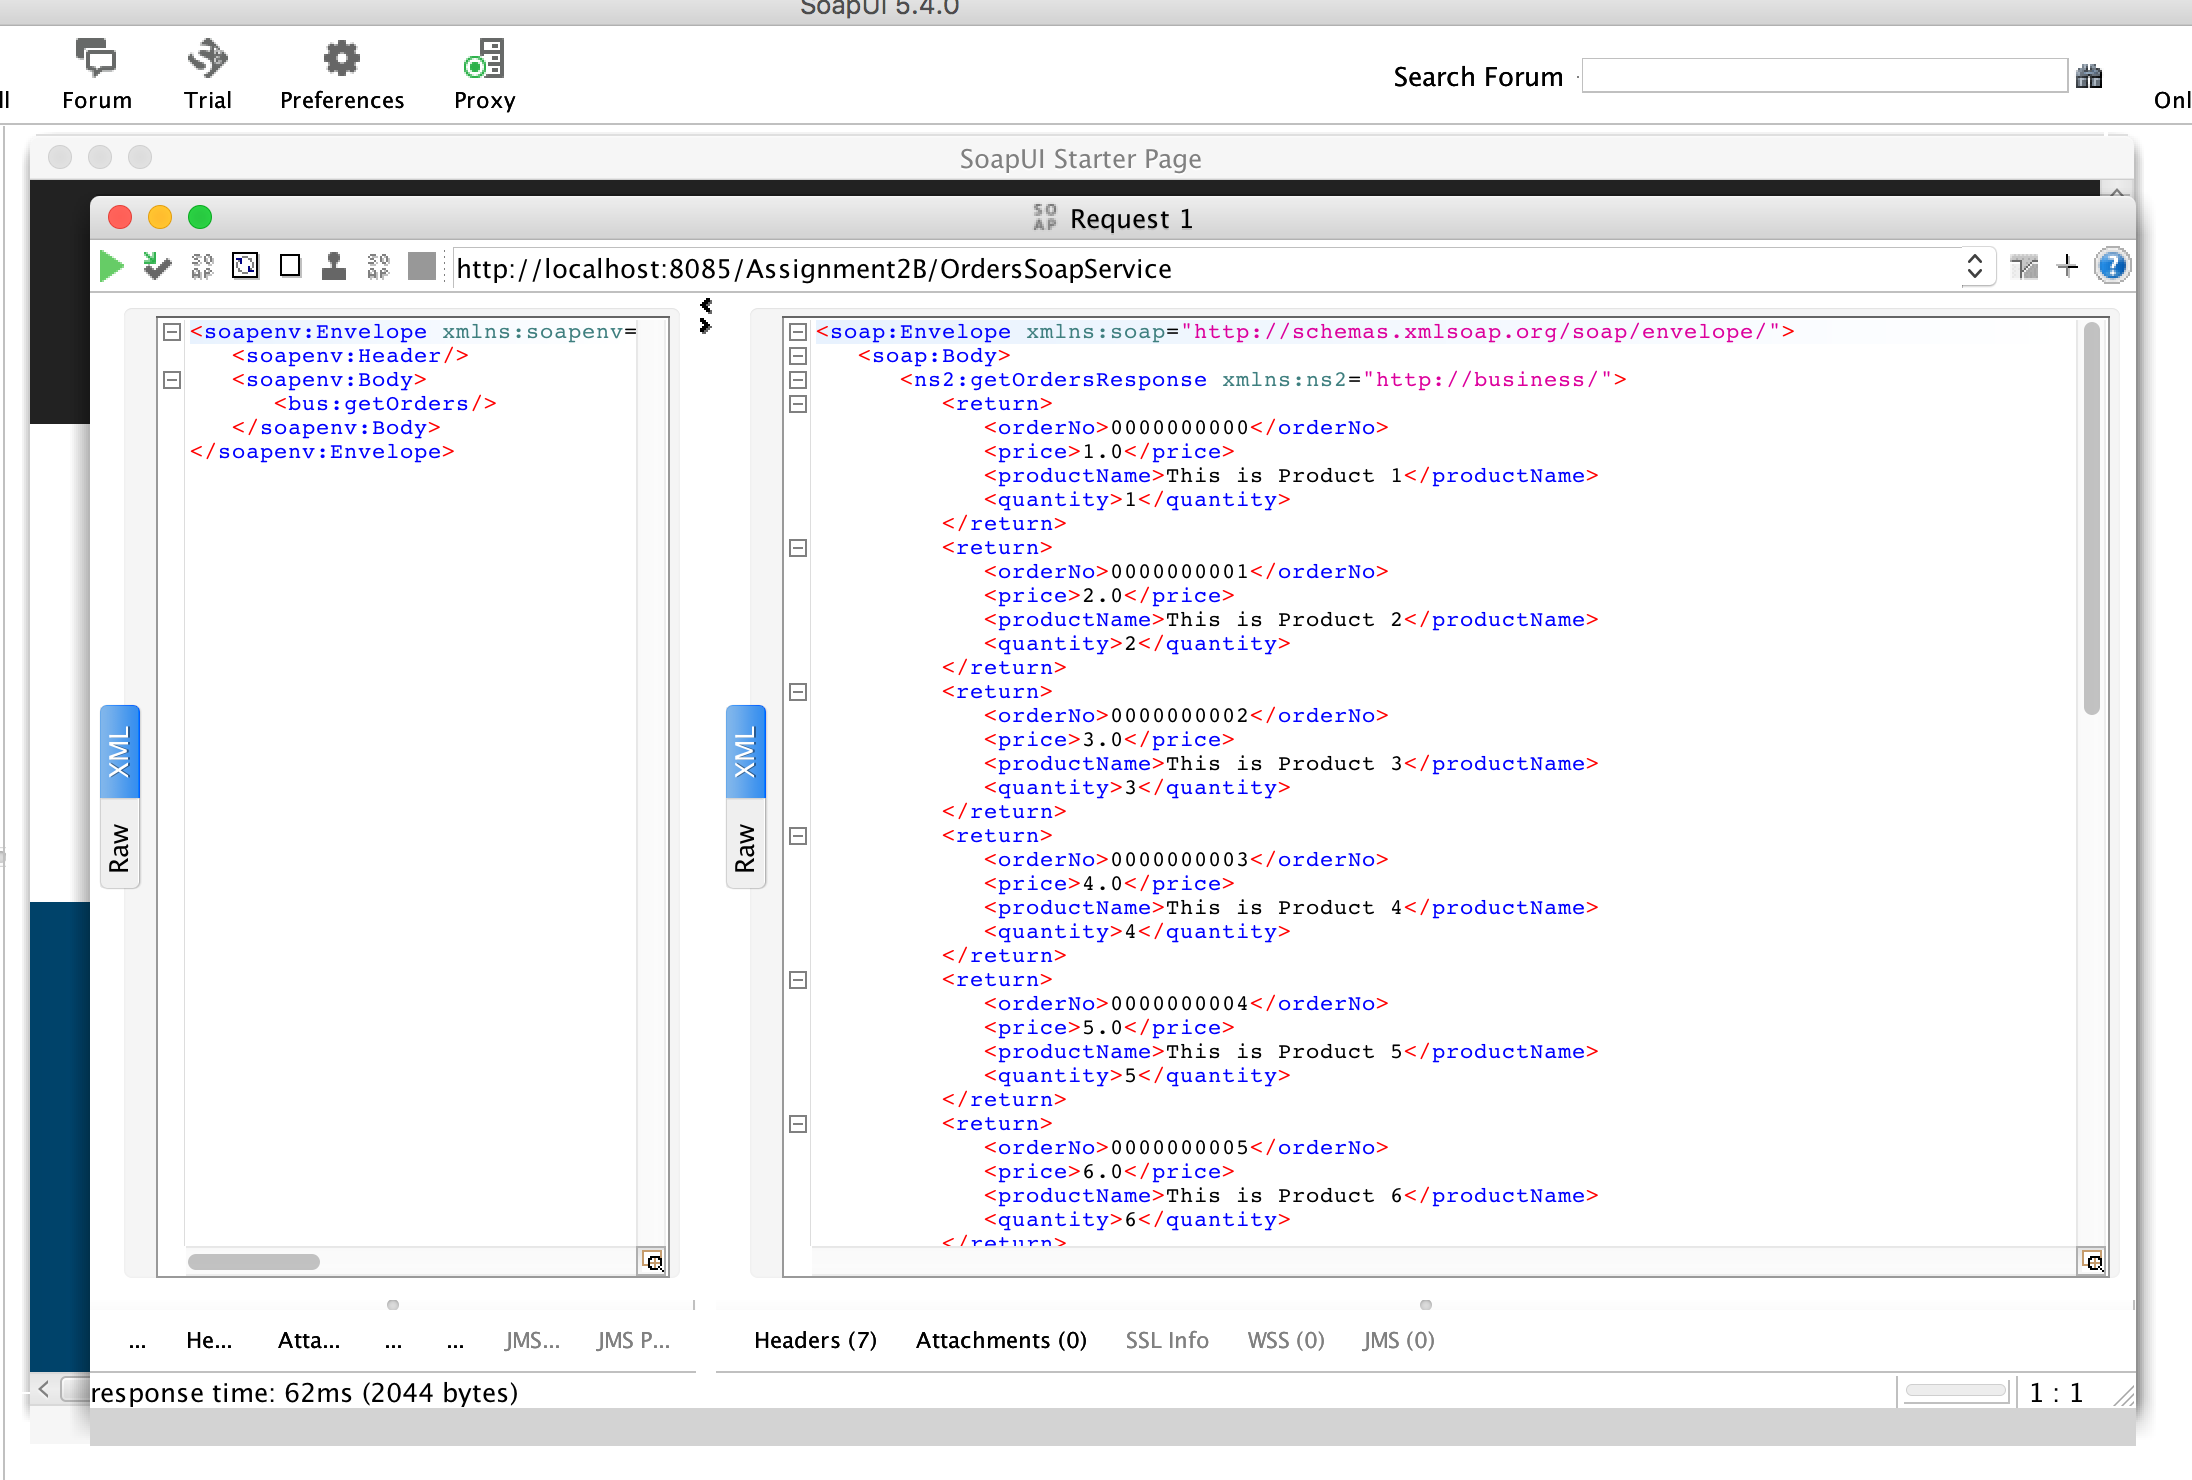 SoapUI 5.4.0
Forum
Trial
Preferences
Proxy
Search Forum
Onl
SoapUI Starter Page
SO
AP
Request 1
http://localhost:8085/Assignment2B/OrdersSoapService
<soapenv:Envelope xmlns:soapenv=
<soapenv:Header/>
<soapenv:Body>
<bus:getOrders/>
</soapenv:Body>
</soapenv:Envelope>
XML
Raw
<soap:Envelope xmlns:soap="http://schemas.xmlsoap.org/soap/envelope/">
<soap:Body>
<ns2:getOrdersResponse xmlns:ns2="http://business/">
<return>
<orderNo>0000000000</orderNo>
<price>1.0</price>
<productName>This is Product 1</productName>
<quantity>1</quantity>
</return>
<return>
<orderNo>0000000001</orderNo>
<price>2.0</price>
<productName>This is Product 2</productName>
<quantity>2</quantity>
</return>
<return>
<orderNo>0000000002</orderNo>
<price>3.0</price>
<productName>This is Product 3</productName>
<quantity>3</quantity>
</return>
<return>
<orderNo>0000000003</orderNo>
<price>4.0</price>
<productName>This is Product 4</productName>
<quantity>4</quantity>
</return>
<return>
<orderNo>0000000004</orderNo>
<price>5.0</price>
<productName>This is Product 5</productName>
<quantity>5</quantity>
</return>
<return>
<orderNo>0000000005</orderNo>
<price>6.0</price>
<productName>This is Product 6</productName>
<quantity>6</quantity>
</return>
XML
Raw
... He... Atta... ... ... JMS... JMS P...
Headers (7) Attachments (0) SSL Info WSS (0) JMS (0)
response time: 62ms (2044 bytes)
1 : 1